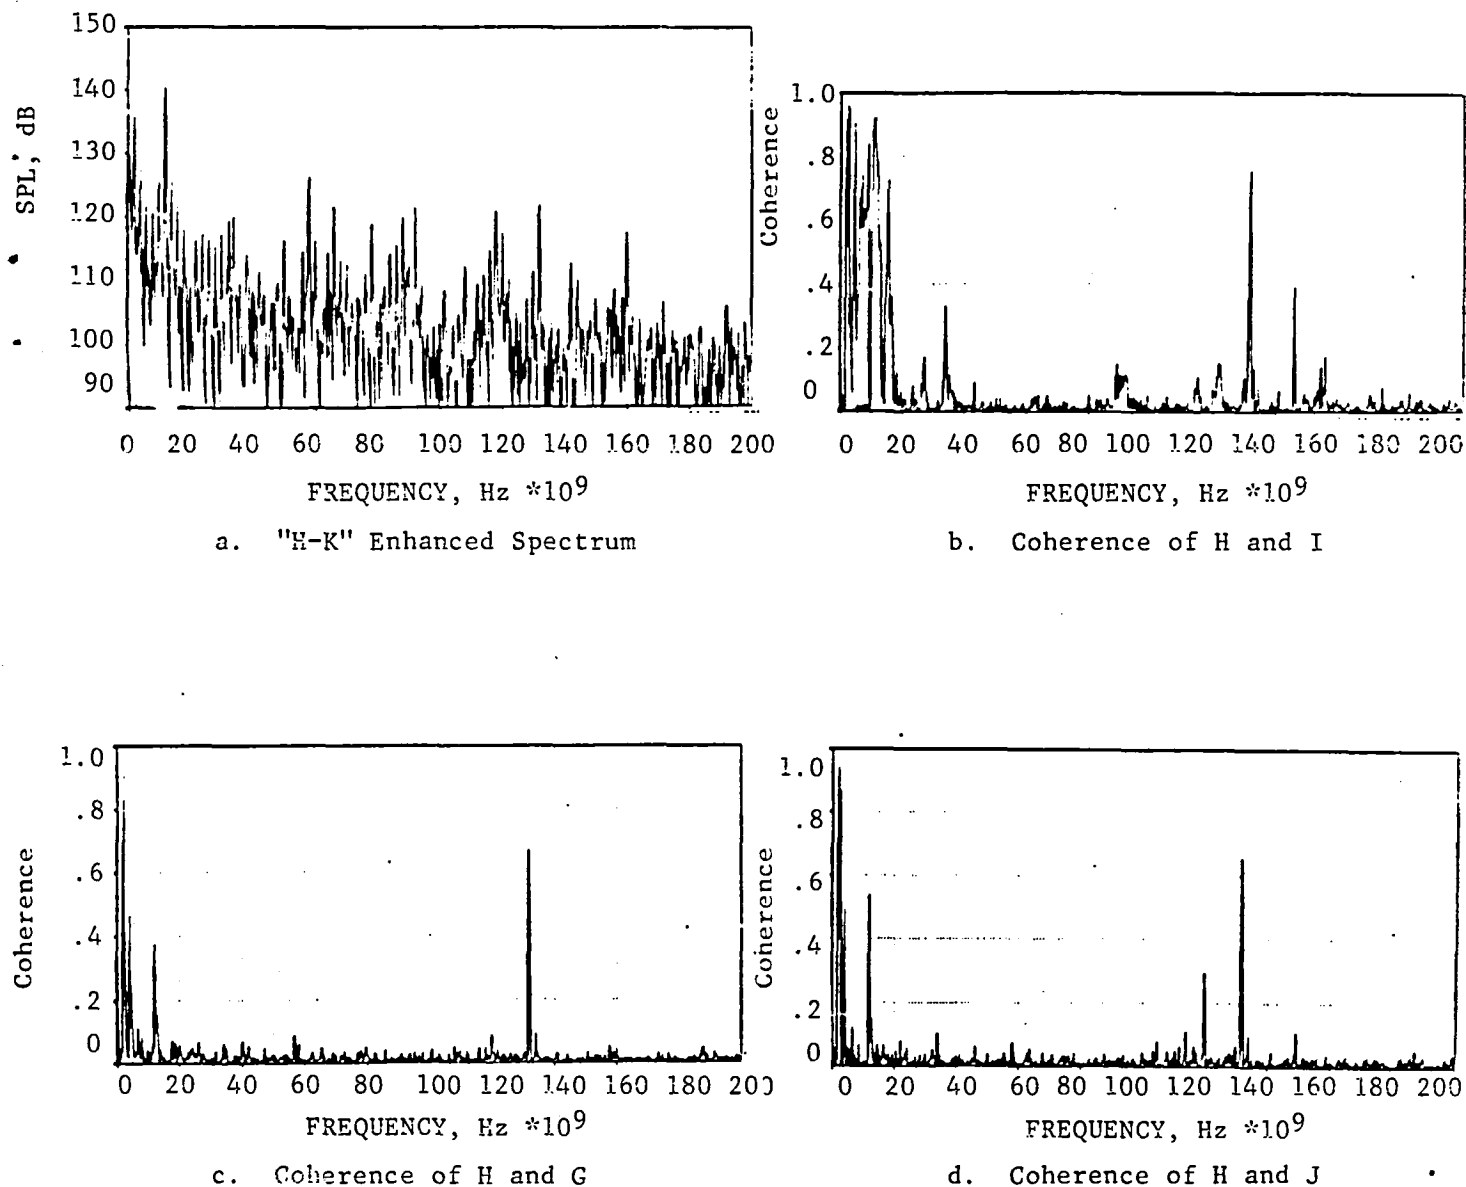 150
140
130
120
110
100
90
SPL, dB
0 20 40 60 80 100 120 140 160 180 200
FREQUENCY, Hz *10⁹
a. "H-K" Enhanced Spectrum
1.0
.8
.6
.4
.2
0
Coherence
0 20 40 60 80 100 120 140 160 180 200
FREQUENCY, Hz *10⁹
b. Coherence of H and I
1.0
.8
.6
.4
.2
0
Coherence
0 20 40 60 80 100 120 140 160 180 200
FREQUENCY, Hz *10⁹
c. Coherence of H and G
1.0
.8
.6
.4
.2
0
Coherence
0 20 40 60 80 100 120 140 160 180 200
FREQUENCY, Hz *10⁹
d. Coherence of H and J